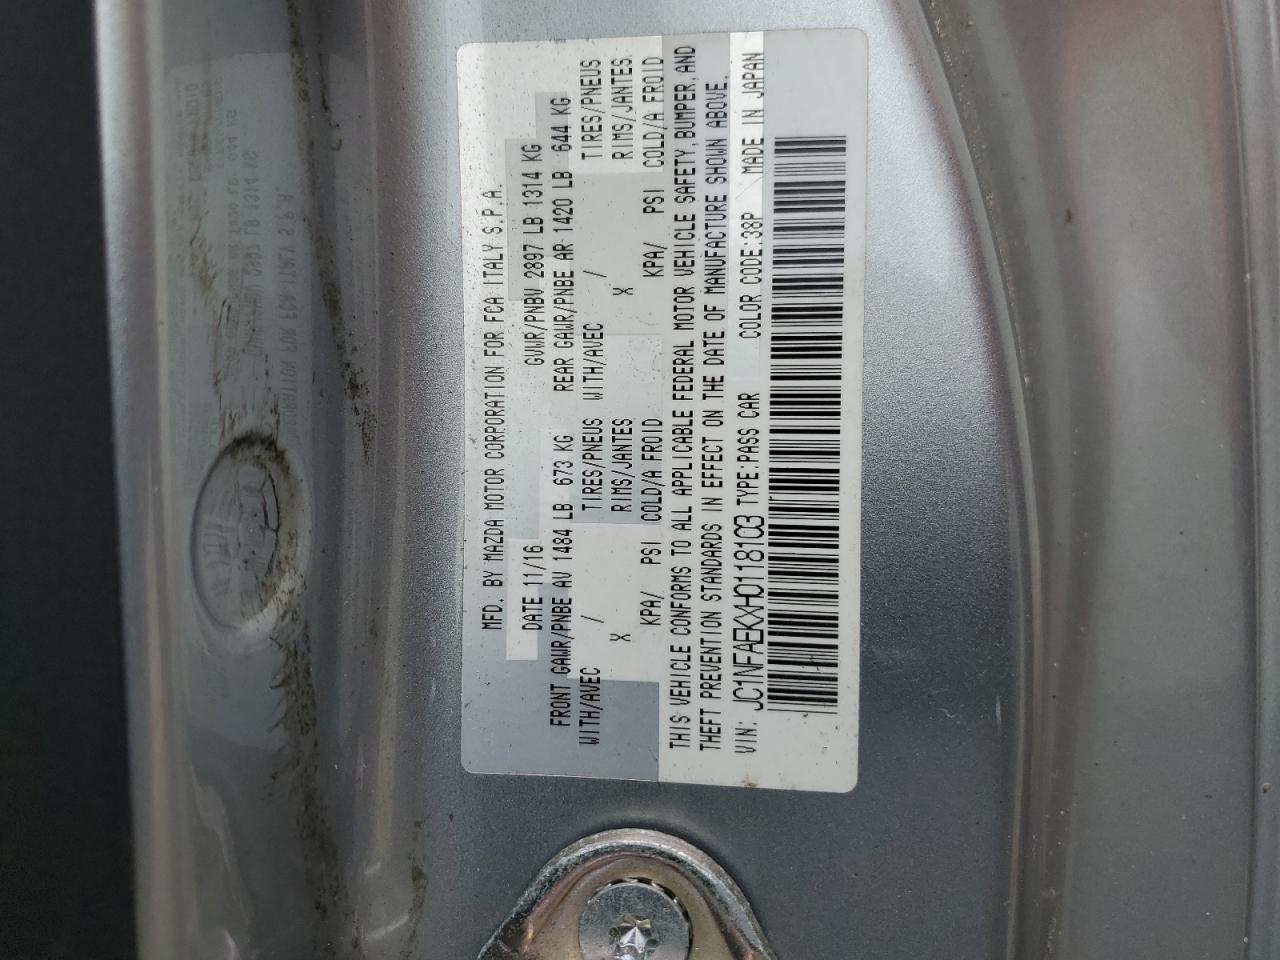 MFD. BY MAZDA MOTOR CORPORATION FOR FCA ITALY S.P.A.
DATE 11/16 GVWR/PNBV 2897 LB 1314 KG
FRONT GAWR/PNBE AV 1484 LB 673 KG REAR GAWR/PNBE AR 1420 LB 644 KG
WITH/AVEC / TIRES/PNEUS WITH/AVEC / TIRES/PNEUS
X RIMS/JANTES X RIMS/JANTES
KPA/ PSI COLD/A FROID KPA/ PSI COLD/A FROID
THIS VEHICLE CONFORMS TO ALL APPLICABLE FEDERAL MOTOR VEHICLE SAFETY, BUMPER, AND
THEFT PREVENTION STANDARDS IN EFFECT ON THE DATE OF MANUFACTURE SHOWN ABOVE.
VIN: JC1NFAEKXH0118103 TYPE:PASS CAR COLOR CODE:38P MADE IN JAPAN